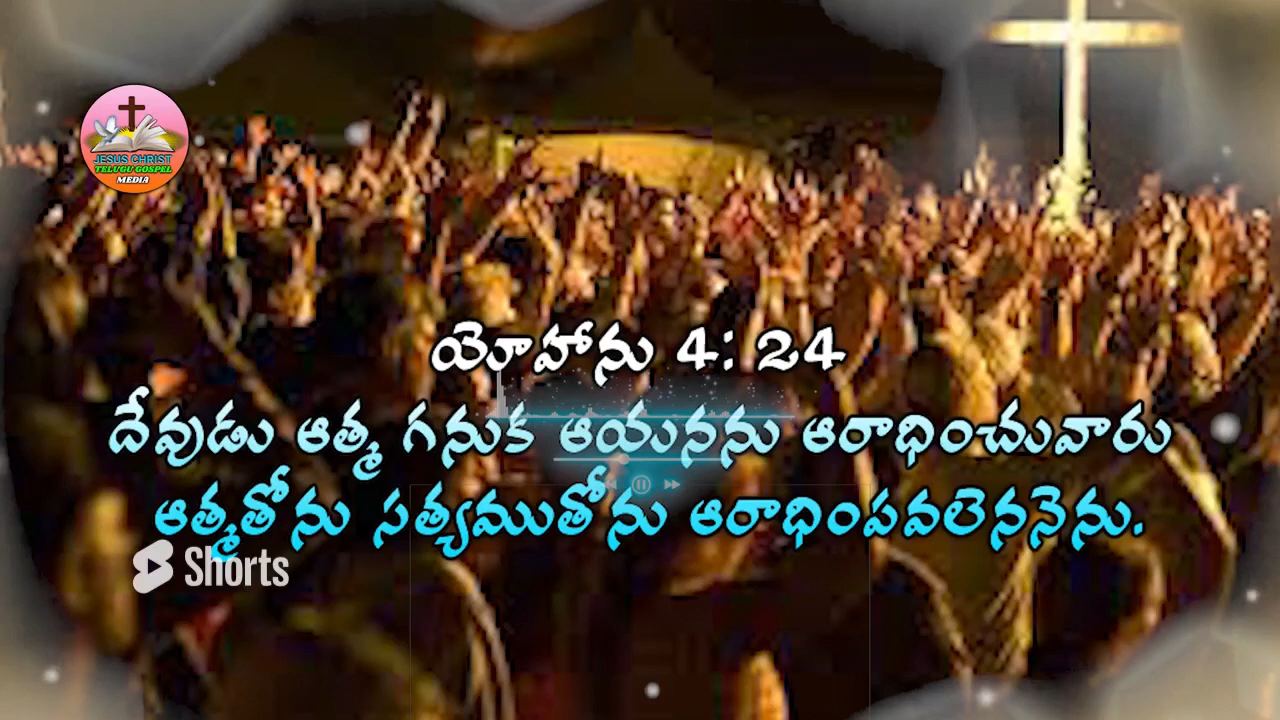 JESUS CHRIST
TELUGU GOSPEL
MEDIA
యోహాను 4: 24
దేవుడు ఆత్మ గనుక ఆయనను ఆరాధించువారు
ఆత్మతోను సత్యముతోను ఆరాధింపవలెననెను.
Shorts